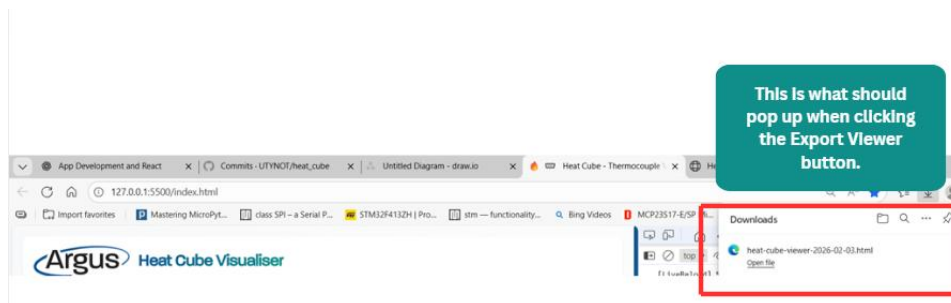 This is what should
pop up when clicking
the Export Viewer
button.
App Development and React
Commits · UTYNOT/heat_cube
Untitled Diagram - draw.io
Heat Cube - Thermocouple
127.0.0.1:5500/index.html
Import favorites
Mastering MicroPyt...
class SPI – a Serial P...
STM32F413ZH | Pro...
stm — functionality...
Bing Videos
MCP23S17-E/SP
Downloads
heat-cube-viewer-2026-02-03.html
Open file
top
Argus Heat Cube Visualiser